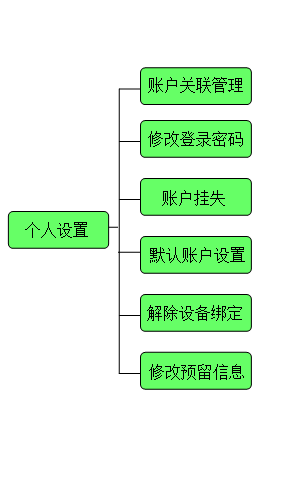 账户关联管理
修改登录密码
账户挂失
个人设置
默认账户设置
解除设备绑定
修改预留信息